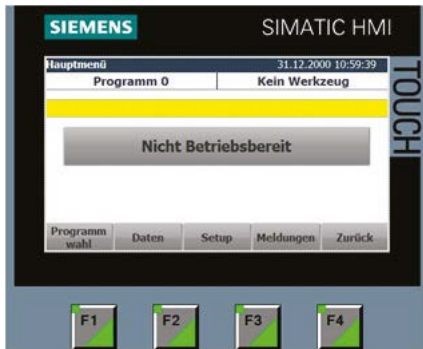 SIEMENS SIMATIC HMI
TOUCH
Hauptmenü 31.12.2000 10:59:39
Programm 0 Kein Werkzeug
Nicht Betriebsbereit
Programm
wahl Daten Setup Meldungen Zurück
F1 F2 F3 F4